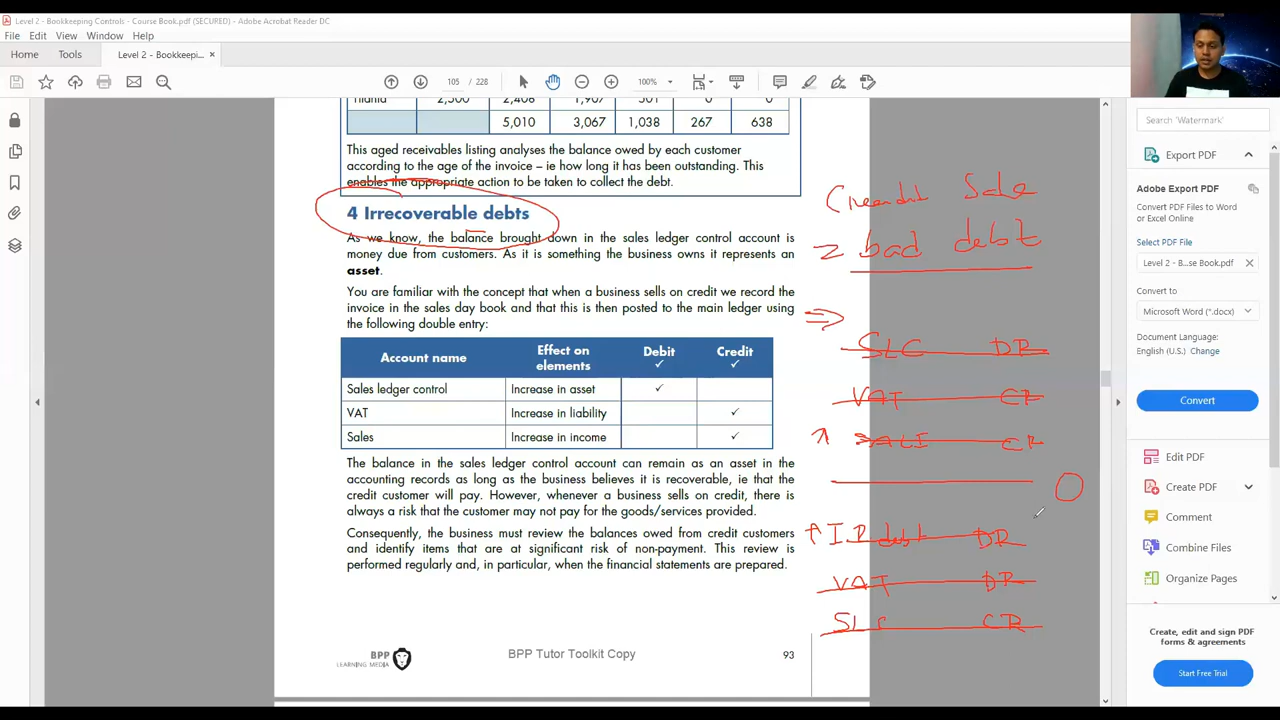 Level 2 - Bookkeeping Controls - Course Book.pdf (SECURED) - Adobe Acrobat Reader DC
File Edit View Window Help
Home Tools Level 2 - Bookkeepi... ×
105 / 228 100%
5,010 3,067 1,038 267 638
This aged receivables listing analyses the balance owed by each customer
according to the age of the invoice – ie how long it has been outstanding. This
enables the appropriate action to be taken to collect the debt.
4 Irrecoverable debts
As we know, the balance brought down in the sales ledger control account is
money due from customers. As it is something the business owns it represents an
asset.
You are familiar with the concept that when a business sells on credit we record the
invoice in the sales day book and that this is then posted to the main ledger using
the following double entry:
Account name Effect on elements Debit ✓ Credit ✓
Sales ledger control Increase in asset ✓
VAT Increase in liability ✓
Sales Increase in income ✓
The balance in the sales ledger control account can remain as an asset in the
accounting records as long as the business believes it is recoverable, ie that the
credit customer will pay. However, whenever a business sells on credit, there is
always a risk that the customer may not pay for the goods/services provided.
Consequently, the business must review the balances owed from credit customers
and identify items that are at significant risk of non-payment. This review is
performed regularly and, in particular, when the financial statements are prepared.
BPP
LEARNING MEDIA
BPP Tutor Toolkit Copy
93
Sale
bad debt
SLC DR
VAT CR
CR
debt DR
VAT DR
SLC CR
Search 'Watermark'
Export PDF
Adobe Export PDF
Convert PDF Files to Word
or Excel Online
Select PDF File
Level 2 - B...se Book.pdf ×
Convert to
Microsoft Word (*.docx)
Document Language:
English (U.S.) Change
Convert
Edit PDF
Create PDF
Comment
Combine Files
Organize Pages
Create, edit and sign PDF
forms & agreements
Start Free Trial